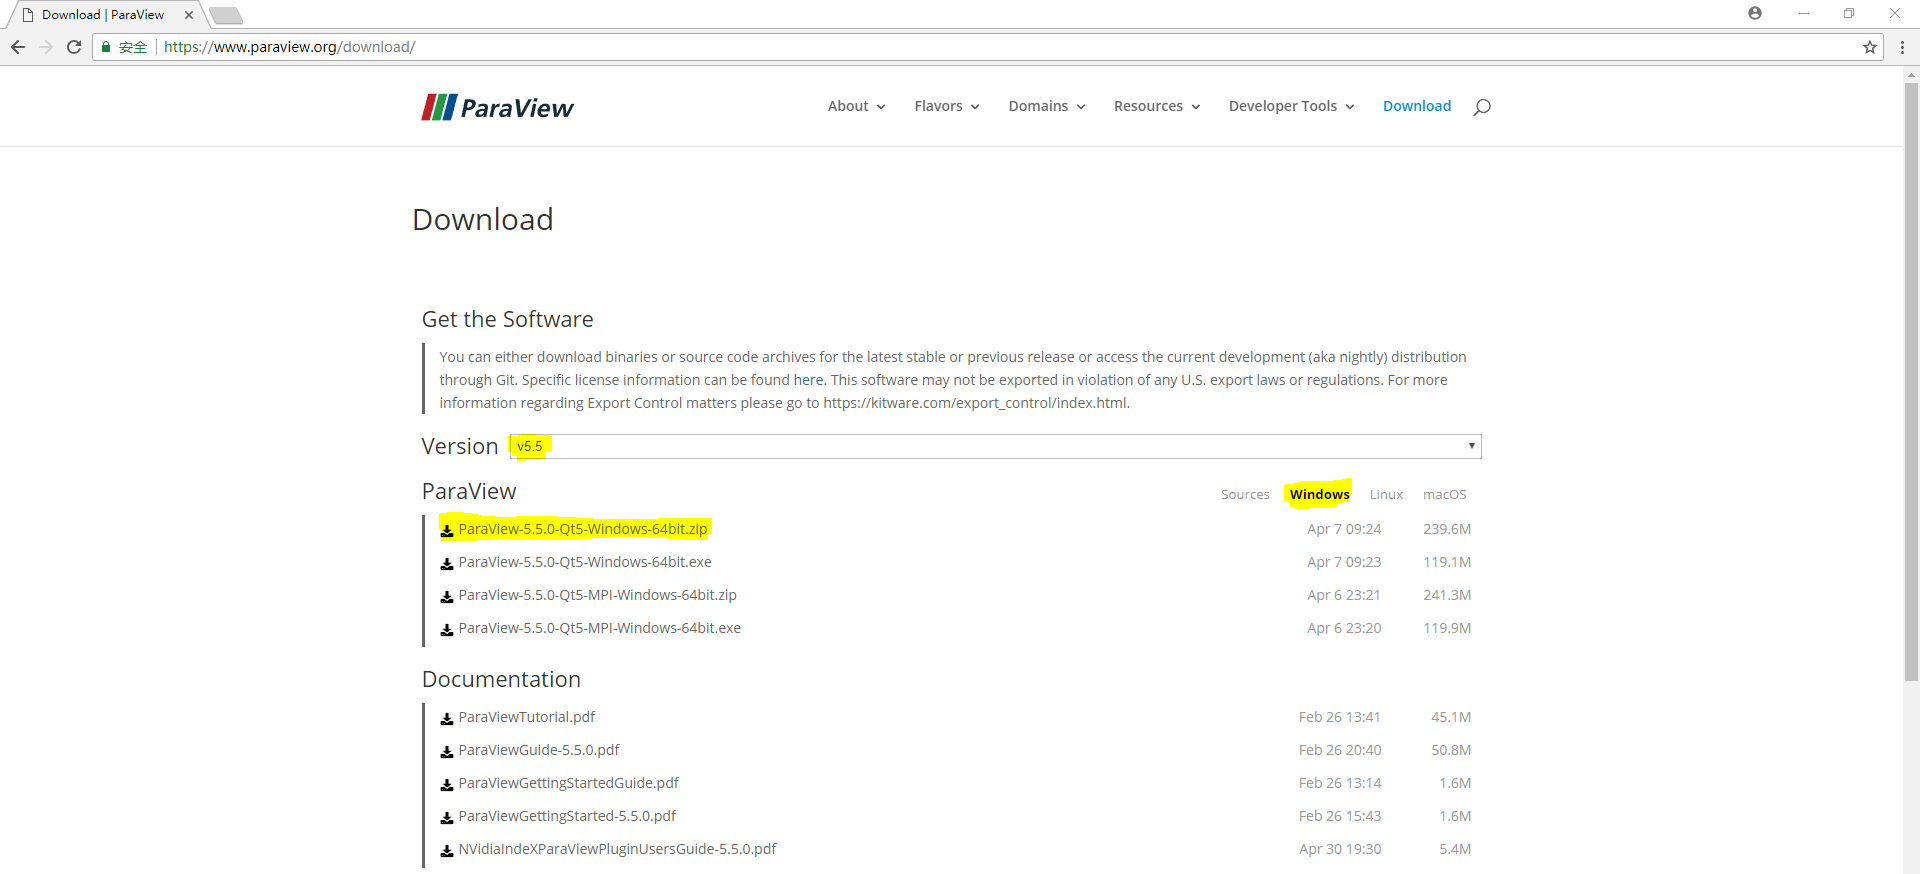 Download | ParaView
安全 https://www.paraview.org/download/
ParaView About Flavors Domains Resources Developer Tools Download
Download
Get the Software
You can either download binaries or source code archives for the latest stable or previous release or access the current development (aka nightly) distribution
through Git. Specific license information can be found here. This software may not be exported in violation of any U.S. export laws or regulations. For more
information regarding Export Control matters please go to https://kitware.com/export_control/index.html.
Version v5.5
ParaView Sources Windows Linux macOS
ParaView-5.5.0-Qt5-Windows-64bit.zip Apr 7 09:24 239.6M
ParaView-5.5.0-Qt5-Windows-64bit.exe Apr 7 09:23 119.1M
ParaView-5.5.0-Qt5-MPI-Windows-64bit.zip Apr 6 23:21 241.3M
ParaView-5.5.0-Qt5-MPI-Windows-64bit.exe Apr 6 23:20 119.9M
Documentation
ParaViewTutorial.pdf Feb 26 13:41 45.1M
ParaViewGuide-5.5.0.pdf Feb 26 20:40 50.8M
ParaViewGettingStartedGuide.pdf Feb 26 13:14 1.6M
ParaViewGettingStarted-5.5.0.pdf Feb 26 15:43 1.6M
NVidiaIndeXParaViewPluginUsersGuide-5.5.0.pdf Apr 30 19:30 5.4M